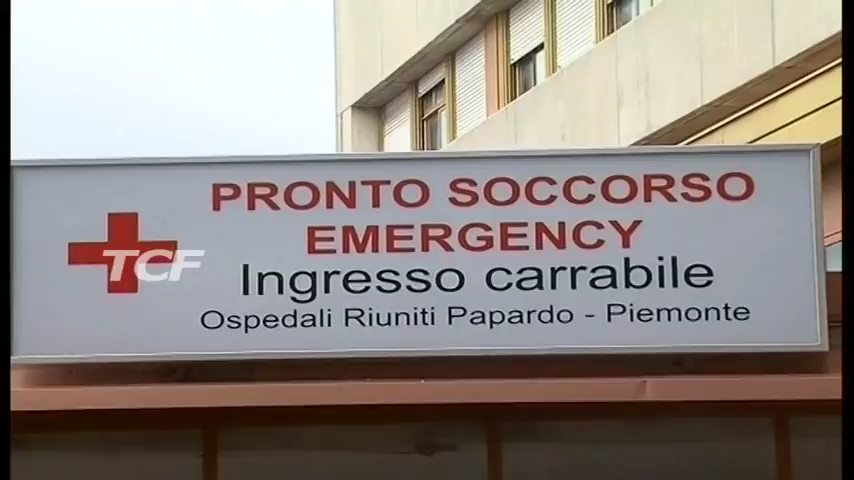 PRONTO SOCCORSO
EMERGENCY
TCF
Ingresso carrabile
Ospedali Riuniti Papardo - Piemonte